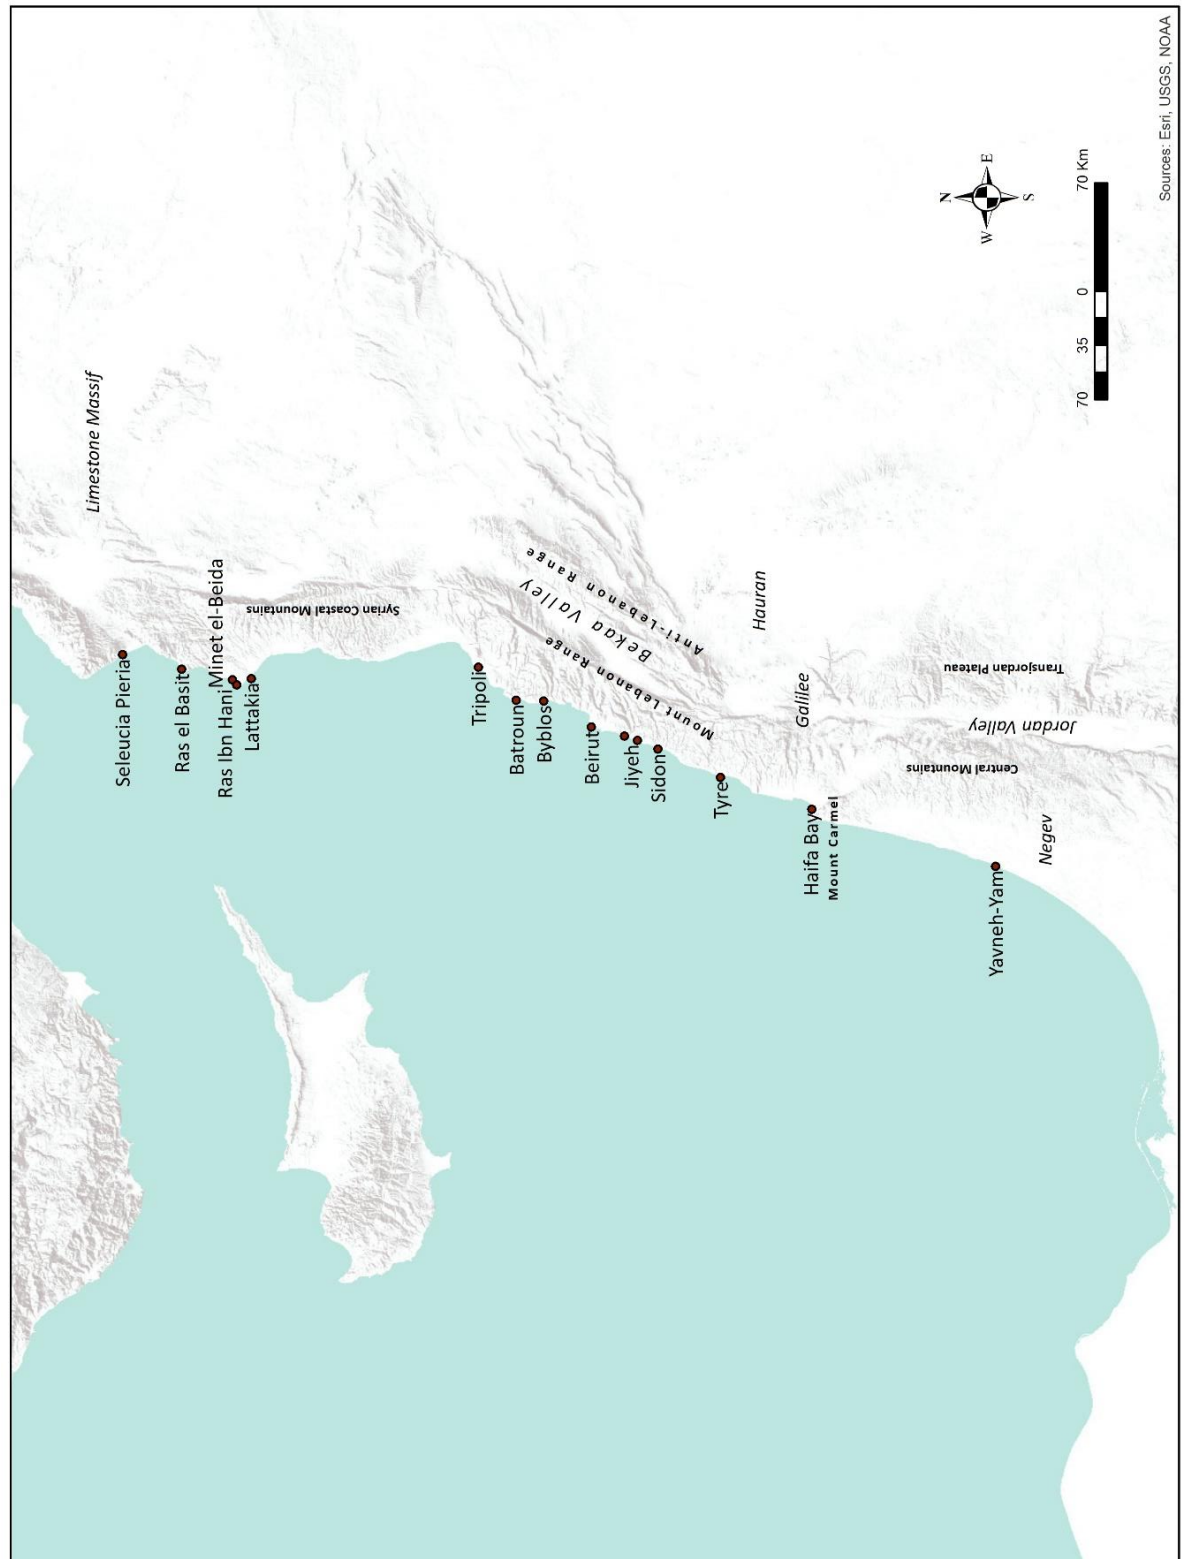 Limestone Massif
Seleucia Pieria
Ras el Basit
Minet el-Beida
Ras Ibn Hani
Lattakia
Syrian Coastal Mountains
Tripoli
Batroun
Byblos
Beirut
Jiyeh
Sidon
Tyre
Anti-Lebanon Range
Bekaa Valley
Mount Lebanon Range
Hauran
Galilee
Haifa Bay
Mount Carmel
Transjordan Plateau
Jordan Valley
Central Mountains
Yavneh-Yam
Negev
N
W
E
S
70 35 0 70 Km
Sources: Esri, USGS, NOAA